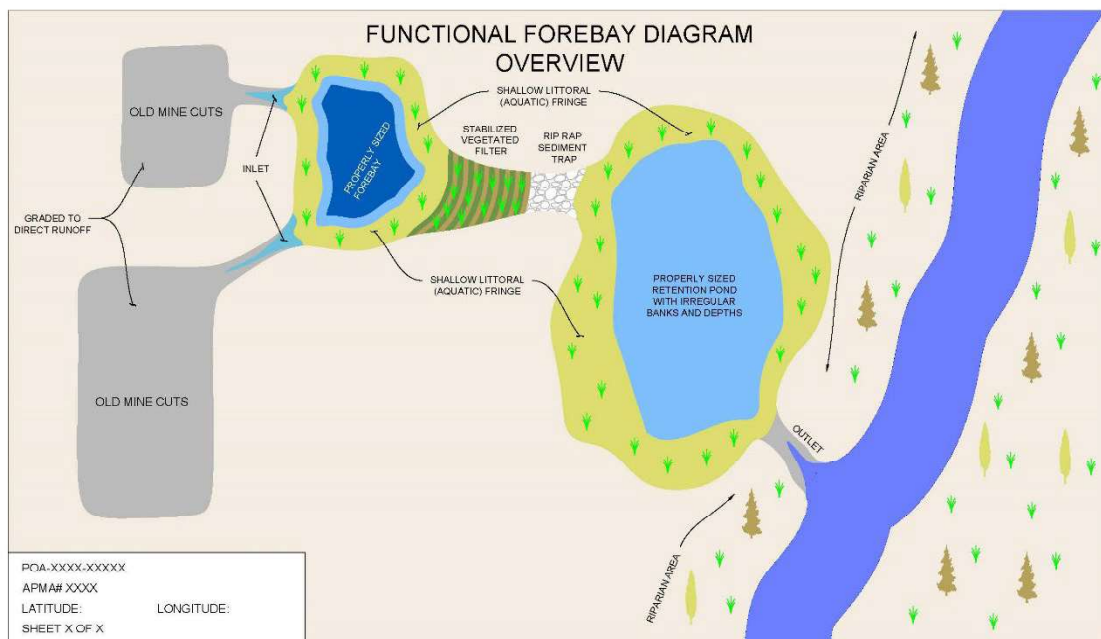 FUNCTIONAL FOREBAY DIAGRAM
OVERVIEW
OLD MINE CUTS
INLET
GRADED TO
DIRECT RUNOFF
OLD MINE CUTS
PROPERLY SIZED
FOREBAY
SHALLOW LITTORAL
(AQUATIC) FRINGE
STABILIZED
VEGETATED
FILTER
RIP RAP
SEDIMENT
TRAP
SHALLOW LITTORAL
(AQUATIC) FRINGE
PROPERLY SIZED
RETENTION POND
WITH IRREGULAR
BANKS AND DEPTHS
RIPARIAN AREA
OUTLET
RIPARIAN AREA
POA-XXXX-XXXXX
APMA# XXXX
LATITUDE: LONGITUDE:
SHEET X OF X